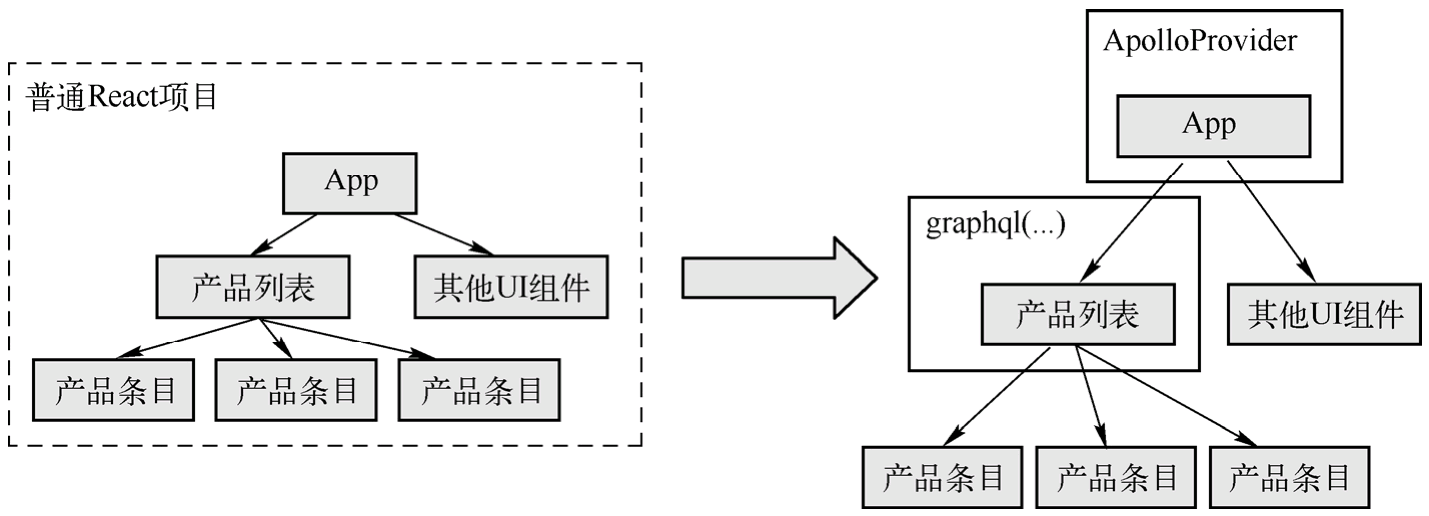 普通React项目
App
产品列表
其他UI组件
产品条目
产品条目
产品条目
ApolloProvider
App
graphql(...)
产品列表
其他UI组件
产品条目
产品条目
产品条目